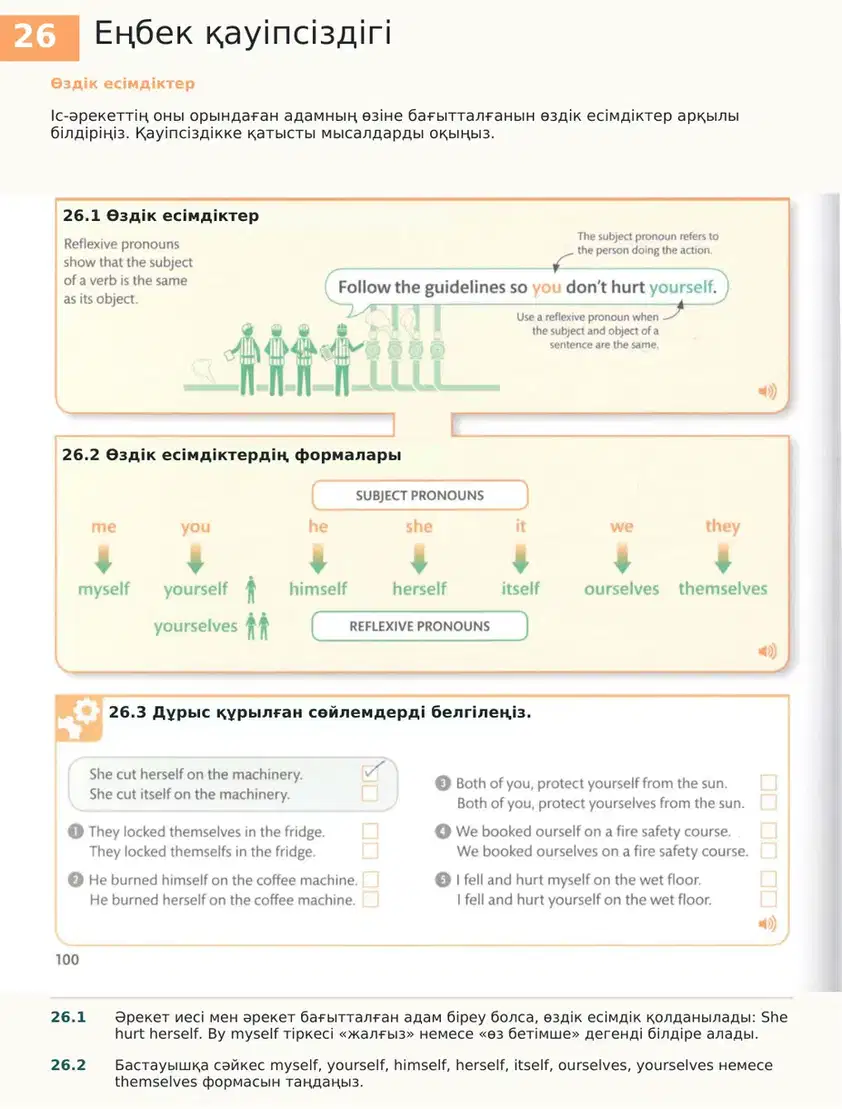 26 Еңбек қауіпсіздігі
Өздік есімдіктер
Іс-әрекеттің оны орындаған адамның өзіне бағытталғанын өздік есімдіктер арқылы
білдіріңіз. Қауіпсіздікке қатысты мысалдарды оқыңыз.
26.1 Өздік есімдіктер
Reflexive pronouns
show that the subject
of a verb is the same
as its object.
The subject pronoun refers to
the person doing the action.
Follow the guidelines so you don't hurt yourself.
Use a reflexive pronoun when
the subject and object of a
sentence are the same.
26.2 Өздік есімдіктердің формалары
SUBJECT PRONOUNS
me you he she it we they
myself yourself himself herself itself ourselves themselves
yourselves
REFLEXIVE PRONOUNS
26.3 Дұрыс құрылған сөйлемдерді белгілеңіз.
She cut herself on the machinery.
She cut itself on the machinery.
1 They locked themselves in the fridge.
They locked themselfs in the fridge.
2 He burned himself on the coffee machine.
He burned herself on the coffee machine.
3 Both of you, protect yourself from the sun.
Both of you, protect yourselves from the sun.
4 We booked ourself on a fire safety course.
We booked ourselves on a fire safety course.
5 I fell and hurt myself on the wet floor.
I fell and hurt yourself on the wet floor.
100
26.1 Әрекет иесі мен әрекет бағытталған адам біреу болса, өздік есімдік қолданылады: She
hurt herself. By myself тіркесі «жалғыз» немесе «өз бетімше» дегенді білдіре алады.
26.2 Бастауышқа сәйкес myself, yourself, himself, herself, itself, ourselves, yourselves немесе
themselves формасын таңдаңыз.